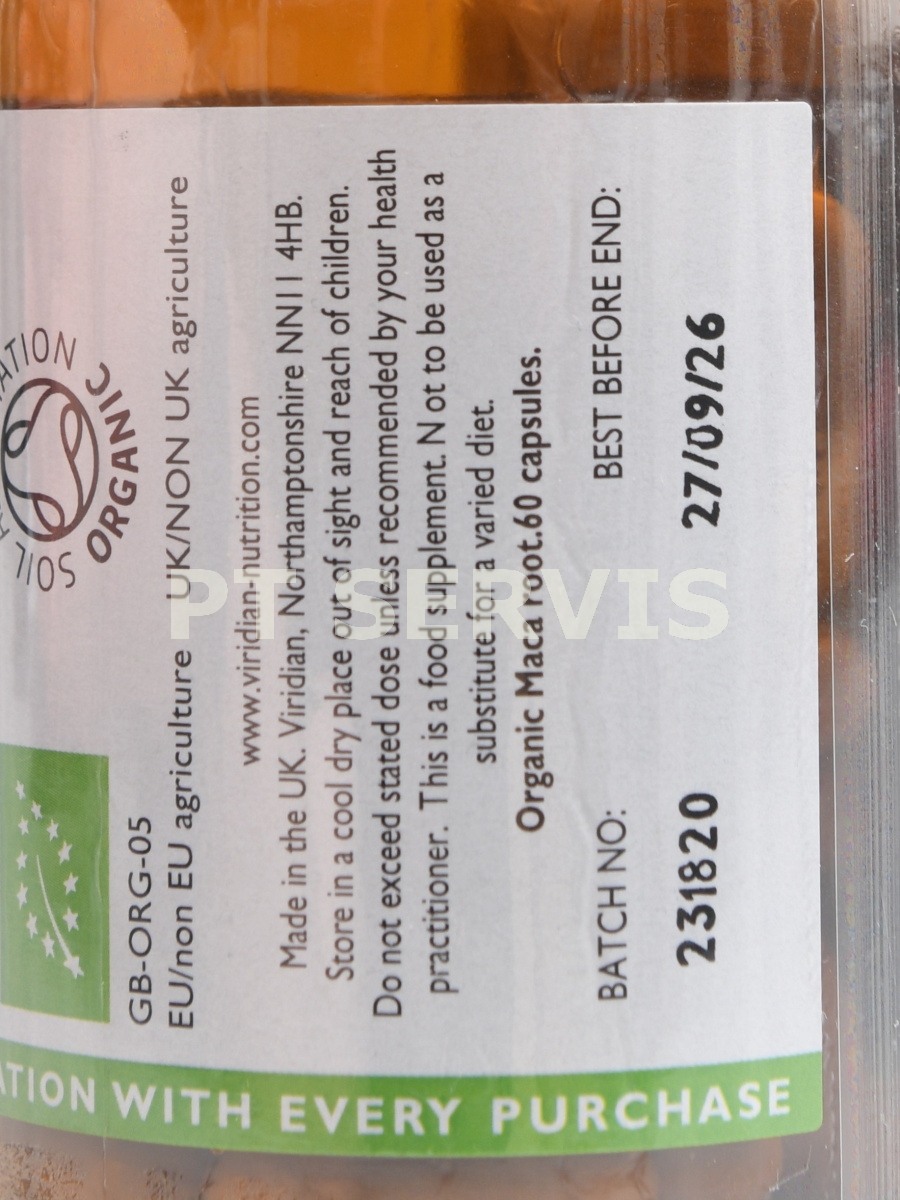 SOIL ASSOCIATION
ORGANIC
GB-ORG-05
EU/non EU agriculture UK/NON UK agriculture
www.viridian-nutrition.com
Made in the UK. Viridian, Northamptonshire NN11 4HB.
Store in a cool dry place out of sight and reach of children.
Do not exceed stated dose unless recommended by your health
practitioner. This is a food supplement. N ot to be used as a
substitute for a varied diet.
Organic Maca root.60 capsules.
BATCH NO: BEST BEFORE END:
231820 27/09/26
WITH EVERY PURCHASE
PT SERVIS